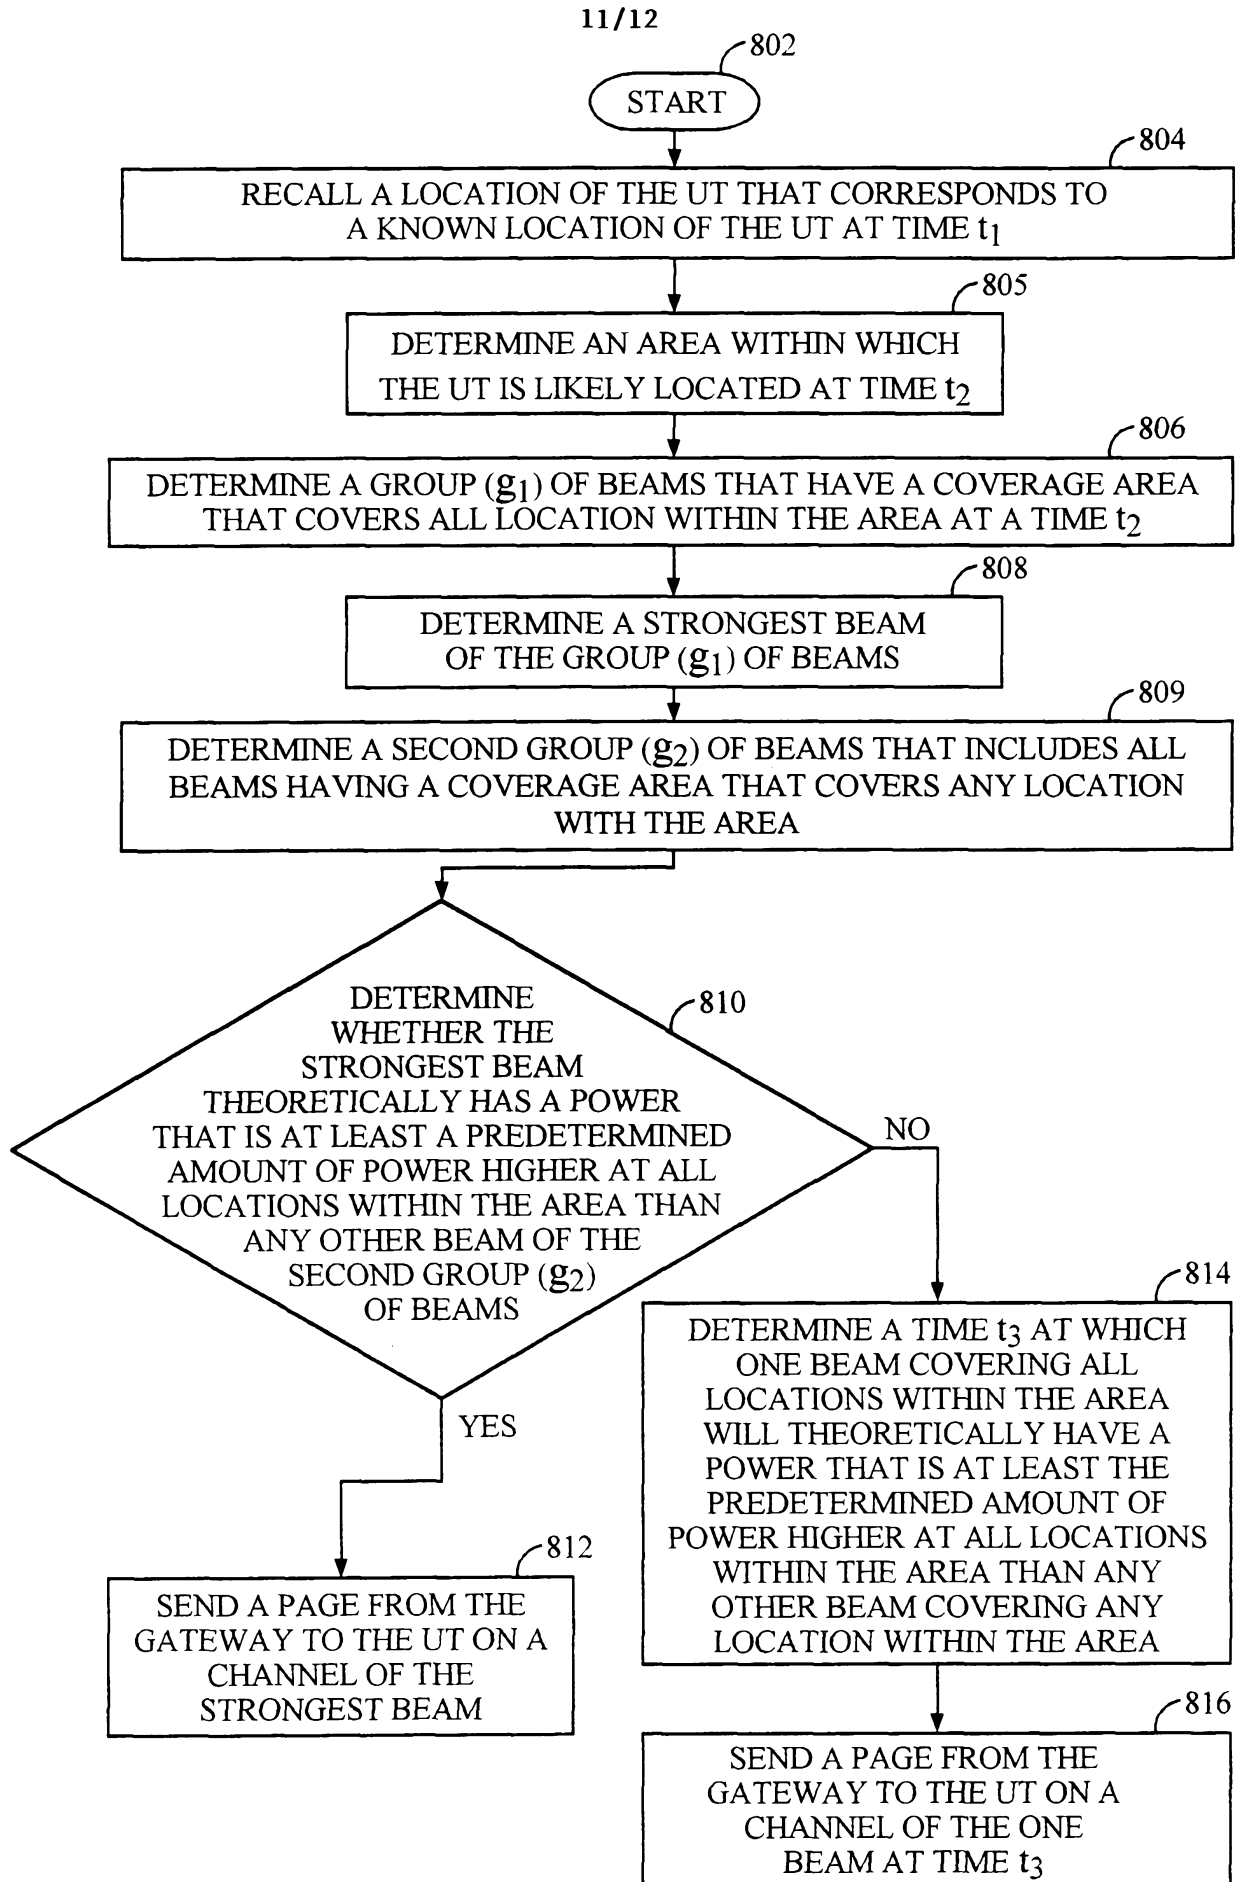 11/12
802
START
804
RECALL A LOCATION OF THE UT THAT CORRESPONDS TO
A KNOWN LOCATION OF THE UT AT TIME t1
805
DETERMINE AN AREA WITHIN WHICH
THE UT IS LIKELY LOCATED AT TIME t2
806
DETERMINE A GROUP (g1) OF BEAMS THAT HAVE A COVERAGE AREA
THAT COVERS ALL LOCATION WITHIN THE AREA AT A TIME t2
808
DETERMINE A STRONGEST BEAM
OF THE GROUP (g1) OF BEAMS
809
DETERMINE A SECOND GROUP (g2) OF BEAMS THAT INCLUDES ALL
BEAMS HAVING A COVERAGE AREA THAT COVERS ANY LOCATION
WITH THE AREA
810
DETERMINE
WHETHER THE
STRONGEST BEAM
THEORETICALLY HAS A POWER
THAT IS AT LEAST A PREDETERMINED
AMOUNT OF POWER HIGHER AT ALL
LOCATIONS WITHIN THE AREA THAN
ANY OTHER BEAM OF THE
SECOND GROUP (g2)
OF BEAMS
NO
YES
812
SEND A PAGE FROM THE
GATEWAY TO THE UT ON A
CHANNEL OF THE
STRONGEST BEAM
814
DETERMINE A TIME t3 AT WHICH
ONE BEAM COVERING ALL
LOCATIONS WITHIN THE AREA
WILL THEORETICALLY HAVE A
POWER THAT IS AT LEAST THE
PREDETERMINED AMOUNT OF
POWER HIGHER AT ALL LOCATIONS
WITHIN THE AREA THAN ANY
OTHER BEAM COVERING ANY
LOCATION WITHIN THE AREA
816
SEND A PAGE FROM THE
GATEWAY TO THE UT ON A
CHANNEL OF THE ONE
BEAM AT TIME t3